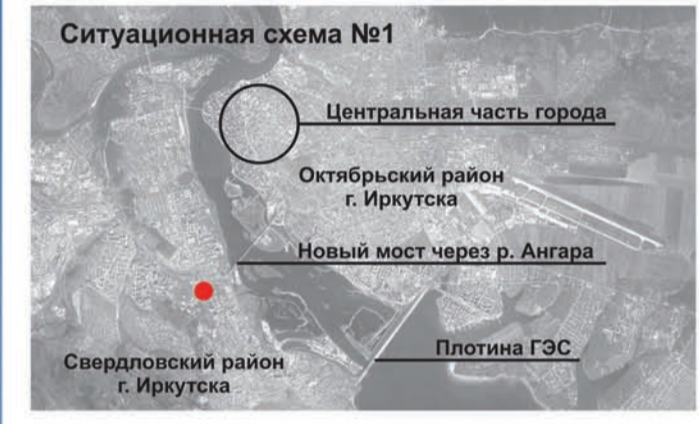 Ситуационная схема №1
Центральная часть города
Октябрьский район
г. Иркутска
Новый мост через р. Ангара
Плотина ГЭС
Свердловский район
г. Иркутска